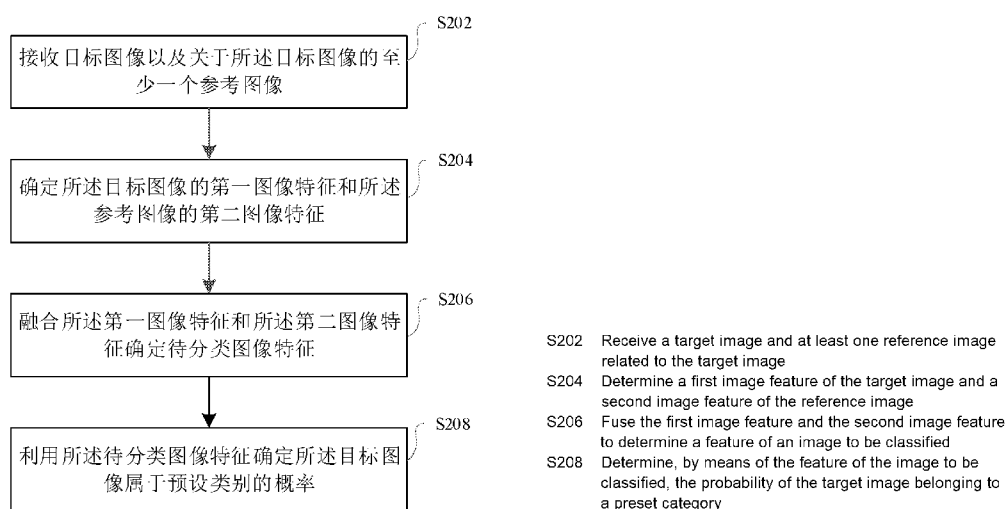 S202
接收目标图像以及关于所述目标图像的至
少一个参考图像
S204
确定所述目标图像的第一图像特征和所述
参考图像的第二图像特征
S206
融合所述第一图像特征和所述第二图像特
征确定待分类图像特征
S208
利用所述待分类图像特征确定所述目标图
像属于预设类别的概率
S202 Receive a target image and at least one reference image
related to the target image
S204 Determine a first image feature of the target image and a
second image feature of the reference image
S206 Fuse the first image feature and the second image feature
to determine a feature of an image to be classified
S208 Determine, by means of the feature of the image to be
classified, the probability of the target image belonging to
a preset category